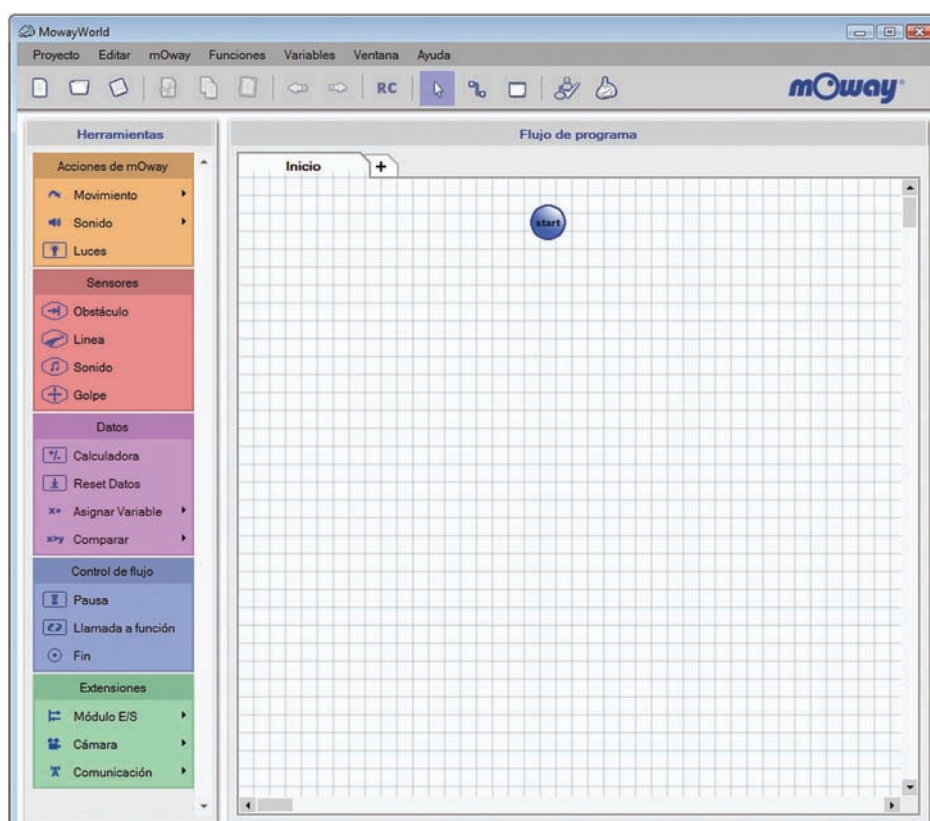 MowayWorld
Proyecto Editar mOway Funciones Variables Ventana Ayuda
RC
mOway
Herramientas
Flujo de programa
Inicio +
start
Acciones de mOway
Movimiento
Sonido
Luces
Sensores
Obstáculo
Linea
Sonido
Golpe
Datos
+/- Calculadora
Reset Datos
x= Asignar Variable
x>y Comparar
Control de flujo
Pausa
Llamada a función
Fin
Extensiones
Módulo E/S
Cámara
Comunicación